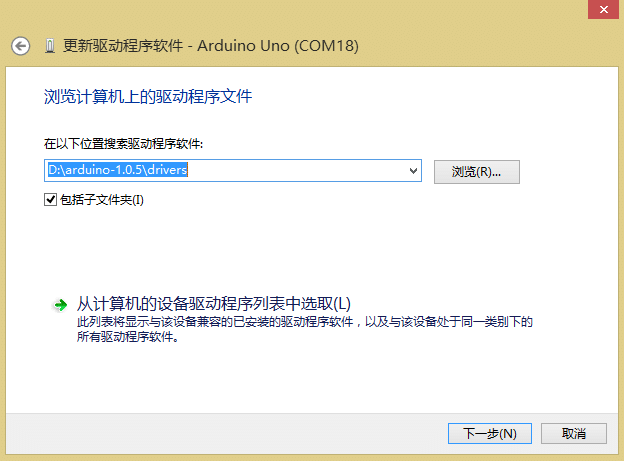 更新驱动程序软件 - Arduino Uno (COM18)
浏览计算机上的驱动程序文件
在以下位置搜索驱动程序软件:
D:\arduino-1.0.5\drivers
浏览(R)...
包括子文件夹(I)
从计算机的设备驱动程序列表中选取(L)
此列表将显示与该设备兼容的已安装的驱动程序软件，以及与该设备处于同一类别下的
所有驱动程序软件。
下一步(N)
取消